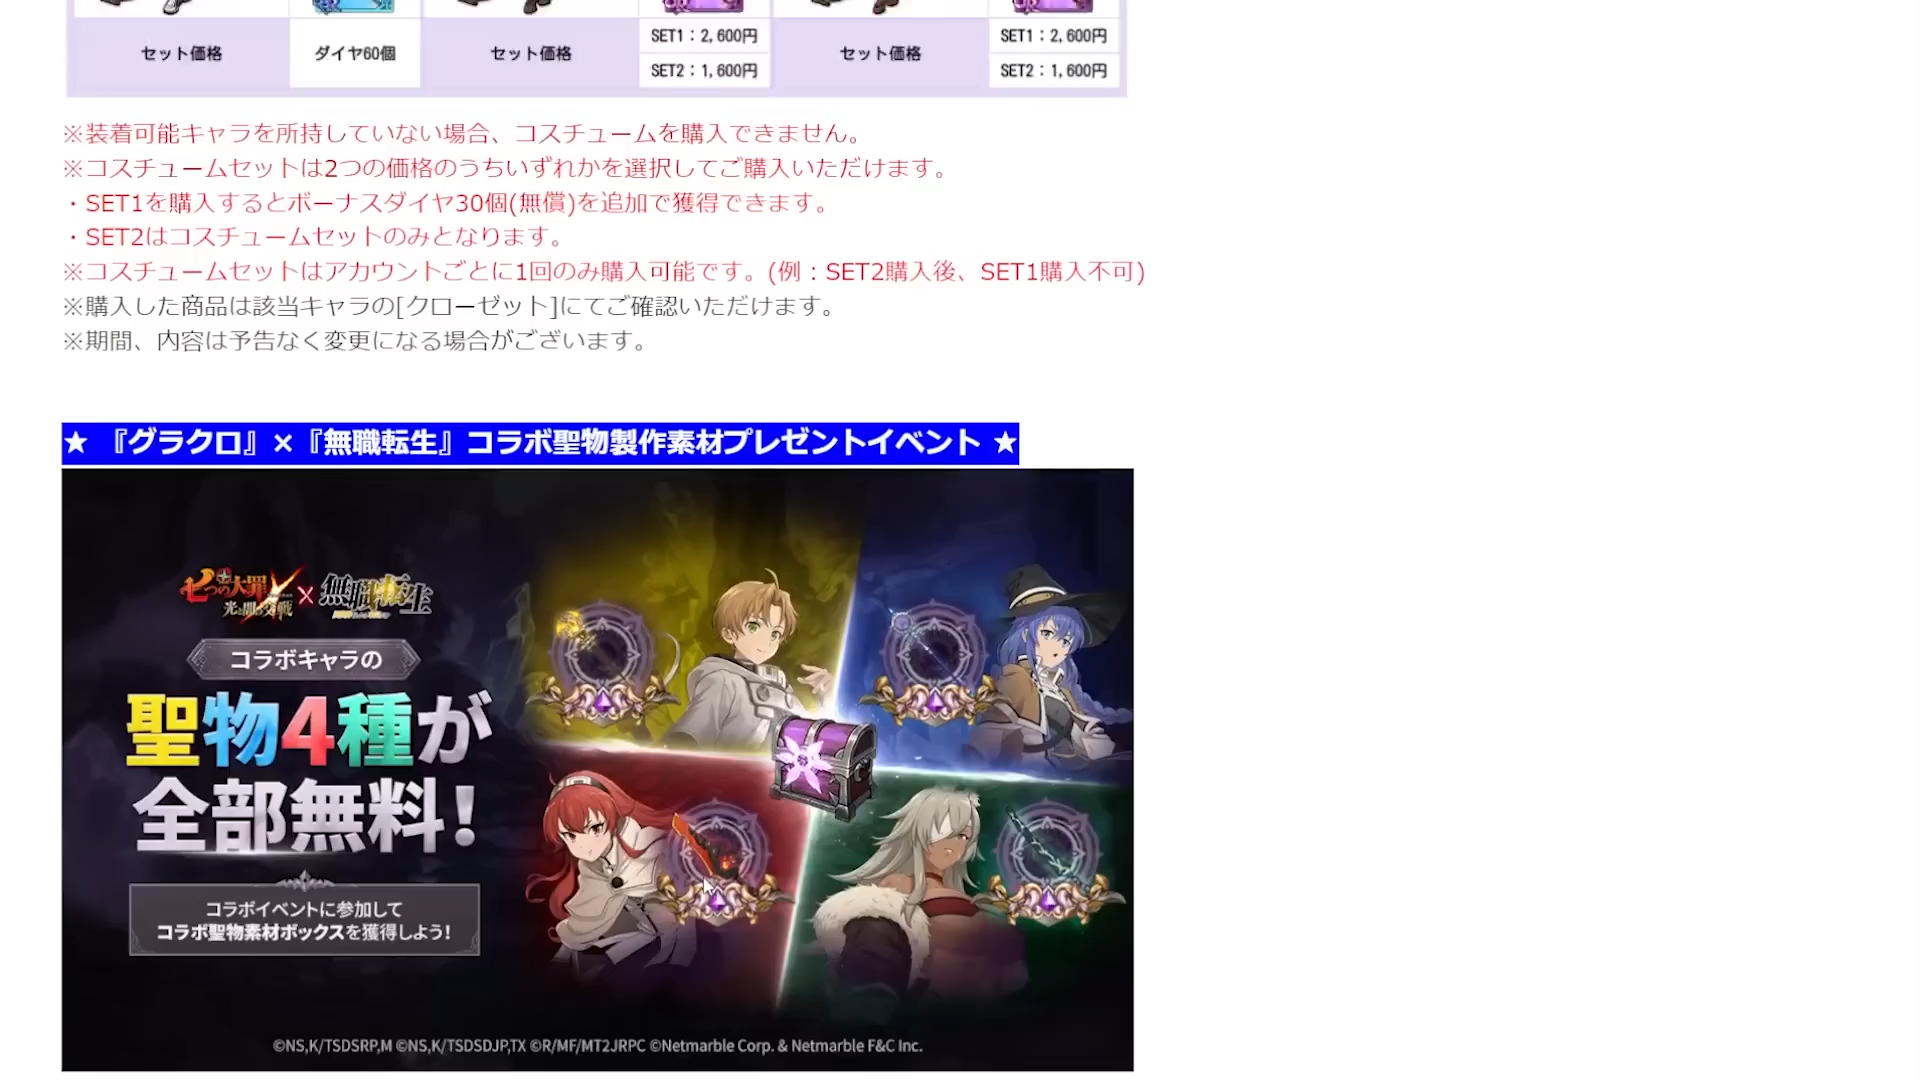 セット価格
ダイヤ60個
セット価格
SET1：2,600円
SET2：1,600円
セット価格
SET1：2,600円
SET2：1,600円
※装着可能キャラを所持していない場合、コスチュームを購入できません。
※コスチュームセットは2つの価格のうちいずれかを選択してご購入いただけます。
・SET1を購入するとボーナスダイヤ30個(無償)を追加で獲得できます。
・SET2はコスチュームセットのみとなります。
※コスチュームセットはアカウントごとに1回のみ購入可能です。(例：SET2購入後、SET1購入不可)
※購入した商品は該当キャラの[クローゼット]にてご確認いただけます。
※期間、内容は予告なく変更になる場合がございます。
★ 『グラクロ』×『無職転生』コラボ聖物製作素材プレゼントイベント ★
七つの大罪 光と闇の交戦 × 無職転生
コラボキャラの
聖物4種が
全部無料!
コラボイベントに参加して
コラボ聖物素材ボックスを獲得しよう!
©NS,K/TSDSRP,M ©NS,K/TSDSDJP,TX ©R/MF/MT2JRPC ©Netmarble Corp. & Netmarble F&C Inc.